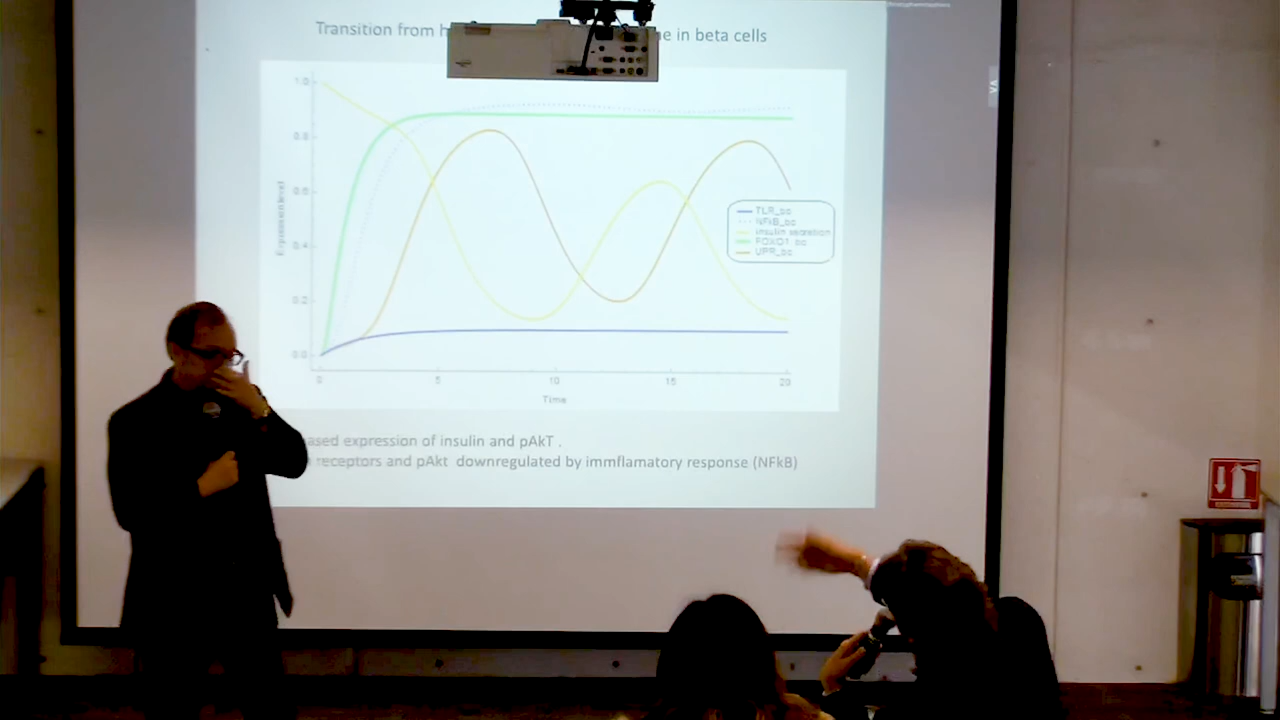 Transition from h
e in beta cells
1.0
0.8
0.6
0.4
0.2
0.0
Expression level
0 5 10 15 20
Time
TLR_bc
NFkB_bc
insulin secretion
FOXO1_bc
UPR_bc
ased expression of insulin and pAkT .
receptors and pAkt downregulated by immflamatory response (NFkB)